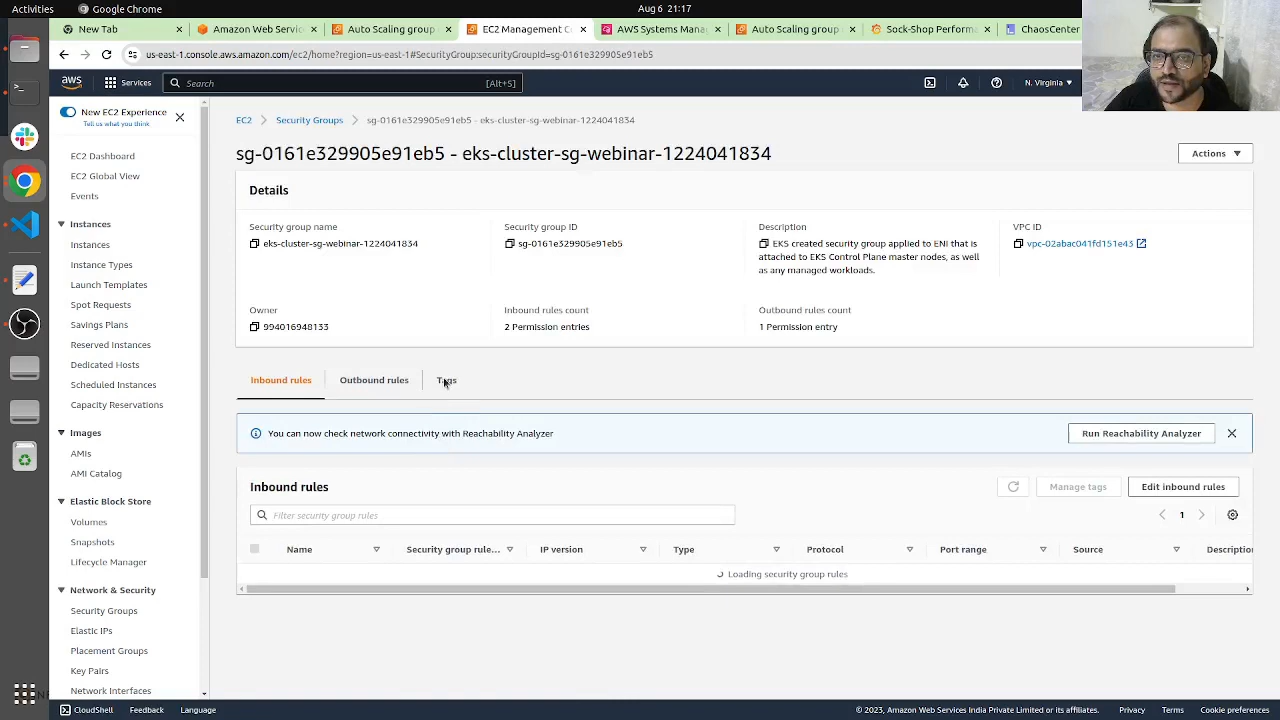 Activities
Google Chrome
Aug 6 21:17
New Tab
Amazon Web Servic
Auto Scaling group
EC2 Management C
AWS Systems Mana
Auto Scaling group
Sock-Shop Performa
ChaosCenter
us-east-1.console.aws.amazon.com/ec2/home?region=us-east-1#SecurityGroup:securityGroupId=sg-0161e329905e91eb5
aws
Services
Search
[Alt+S]
N. Virginia
New EC2 Experience
Tell us what you think
EC2 Dashboard
EC2 Global View
Events
Instances
Instances
Instance Types
Launch Templates
Spot Requests
Savings Plans
Reserved Instances
Dedicated Hosts
Scheduled Instances
Capacity Reservations
Images
AMIs
AMI Catalog
Elastic Block Store
Volumes
Snapshots
Lifecycle Manager
Network & Security
Security Groups
Elastic IPs
Placement Groups
Key Pairs
Network Interfaces
EC2
Security Groups
sg-0161e329905e91eb5 - eks-cluster-sg-webinar-1224041834
sg-0161e329905e91eb5 - eks-cluster-sg-webinar-1224041834
Actions
Details
Security group name
eks-cluster-sg-webinar-1224041834
Security group ID
sg-0161e329905e91eb5
Description
EKS created security group applied to ENI that is
attached to EKS Control Plane master nodes, as well
as any managed workloads.
VPC ID
vpc-02abac041fd151e43
Owner
994016948133
Inbound rules count
2 Permission entries
Outbound rules count
1 Permission entry
Inbound rules
Outbound rules
Tags
You can now check network connectivity with Reachability Analyzer
Run Reachability Analyzer
Inbound rules
Manage tags
Edit inbound rules
Filter security group rules
1
Name
Security group rule...
IP version
Type
Protocol
Port range
Source
Description
Loading security group rules
CloudShell
Feedback
Language
© 2023, Amazon Web Services India Private Limited or its affiliates.
Privacy
Terms
Cookie preferences